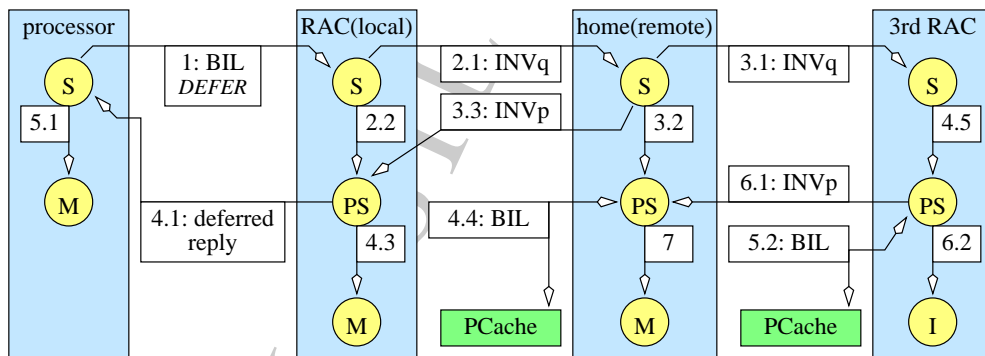 processor
RAC(local)
home(remote)
3rd RAC
1: BIL
DEFER
2.1: INVq
3.1: INVq
S
S
S
S
3.3: INVp
5.1
2.2
3.2
4.5
6.1: INVp
M
PS
PS
PS
4.1: deferred
reply
4.4: BIL
5.2: BIL
4.3
7
6.2
M
PCache
M
PCache
I